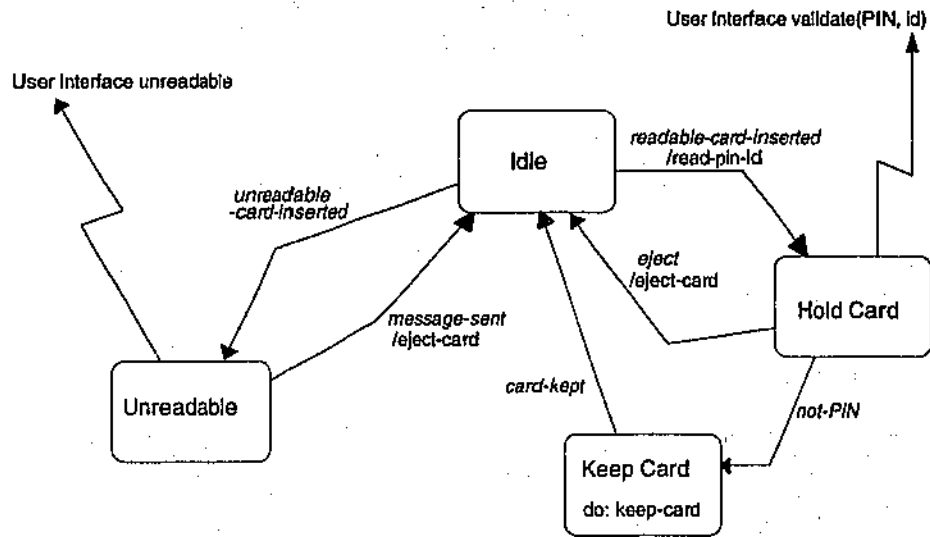 User Interface validate(PIN, id)
User Interface unreadable
Idle
readable-card-inserted
/read-pin-id
unreadable
-card-inserted
eject
/eject-card
Hold Card
message-sent
/eject-card
card-kept
not-PIN
Unreadable
Keep Card
do: keep-card